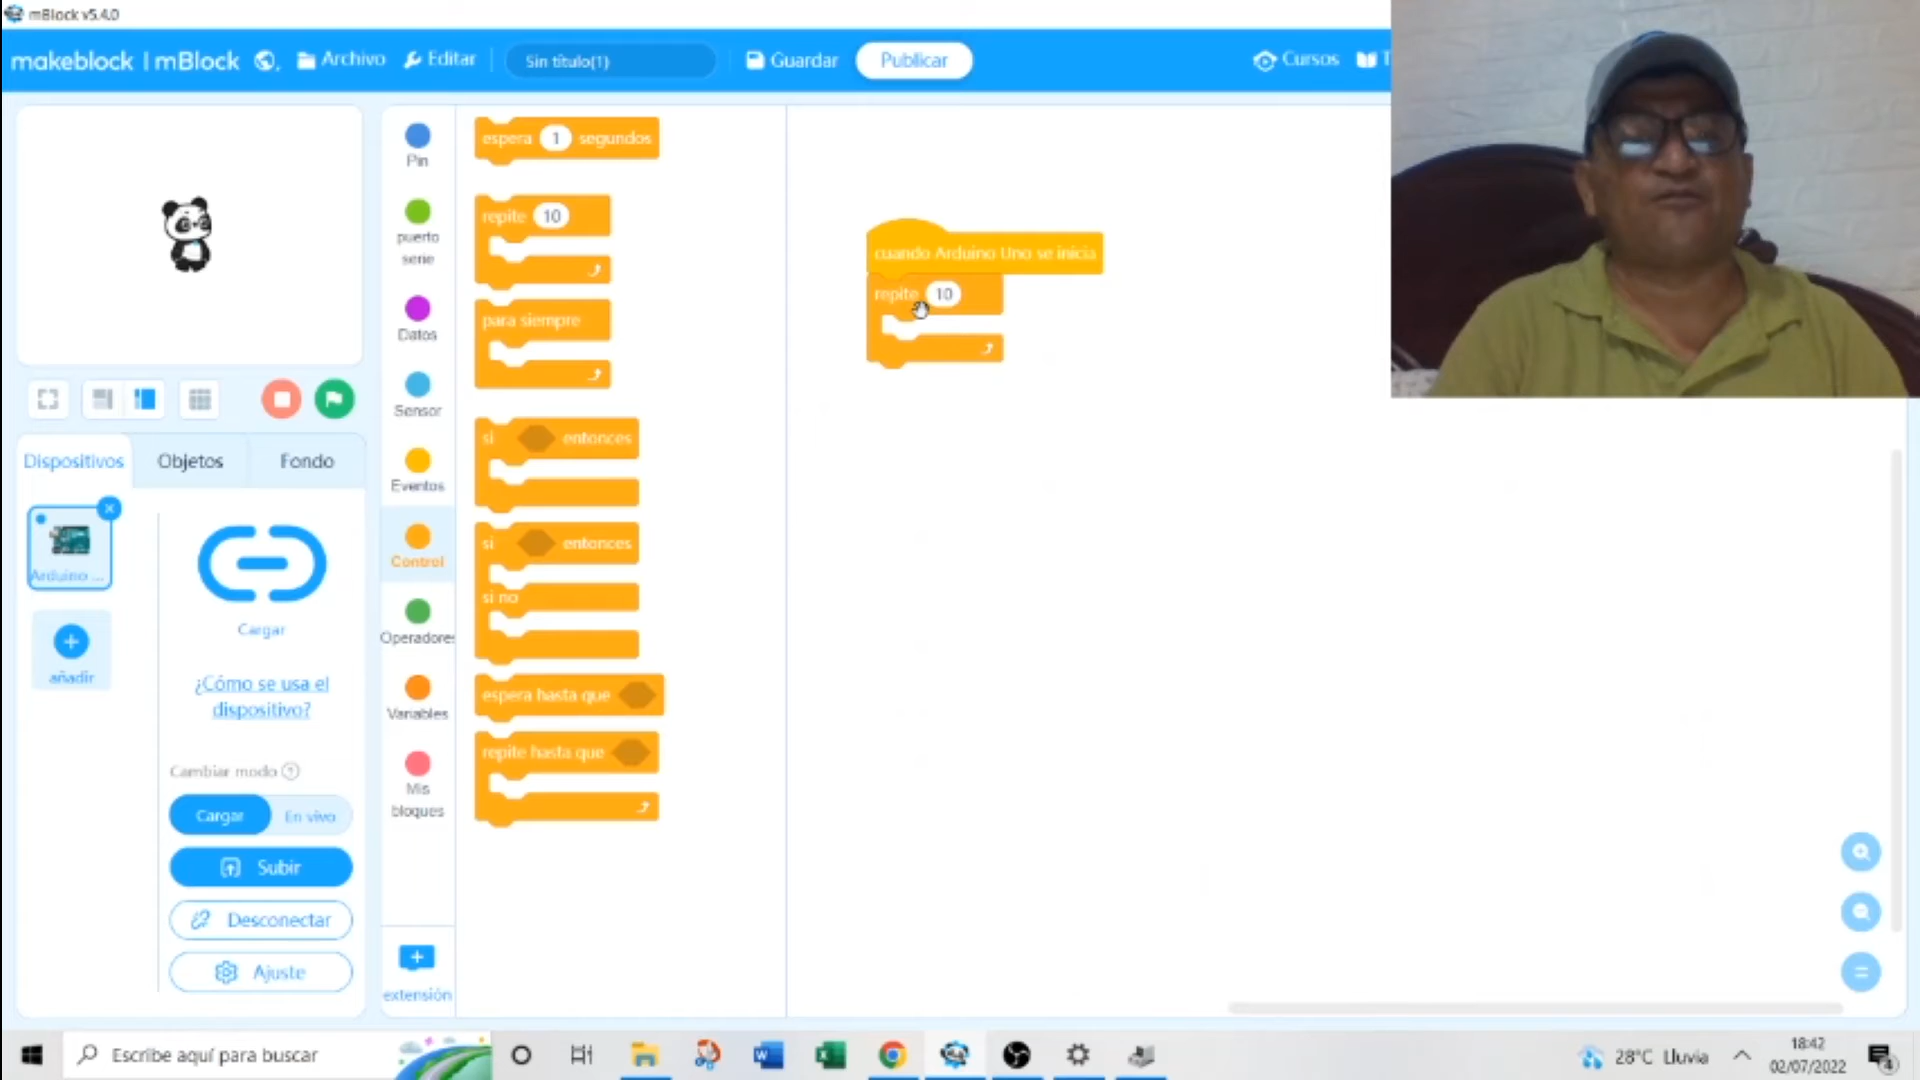 mBlock v5.4.0
makeblock | mBlock
Archivo
Editar
Sin título(1)
Guardar
Publicar
Cursos
T
Dispositivos
Objetos
Fondo
Arduino ...
añadir
Cargar
¿Cómo se usa el
dispositivo?
Cambiar modo
Cargar
En vivo
Subir
Desconectar
Ajuste
Pin
puerto
serie
Datos
Sensor
Eventos
Control
Operadores
Variables
Mis
bloques
extensión
espera 1 segundos
repite 10
para siempre
si entonces
si entonces
si no
espera hasta que
repite hasta que
cuando Arduino Uno se inicia
repite 10
Escribe aquí para buscar
28°C Lluvia
18:42
02/07/2022
4